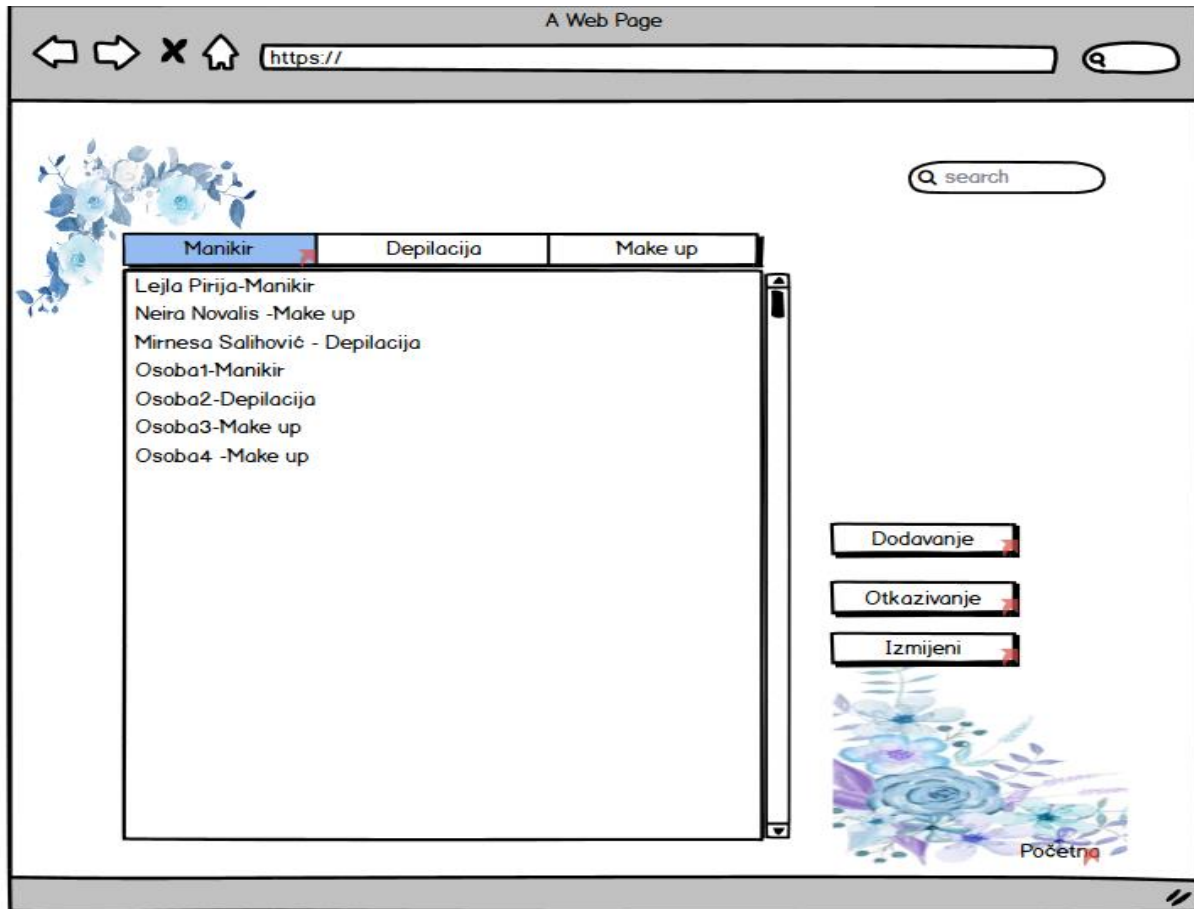 A Web Page
https://
search
Manikir Depilacija Make up
Lejla Pirija-Manikir
Neira Novalis -Make up
Mirnesa Salihović - Depilacija
Osoba1-Manikir
Osoba2-Depilacija
Osoba3-Make up
Osoba4 -Make up
Dodavanje
Otkazivanje
Izmijeni
Početna